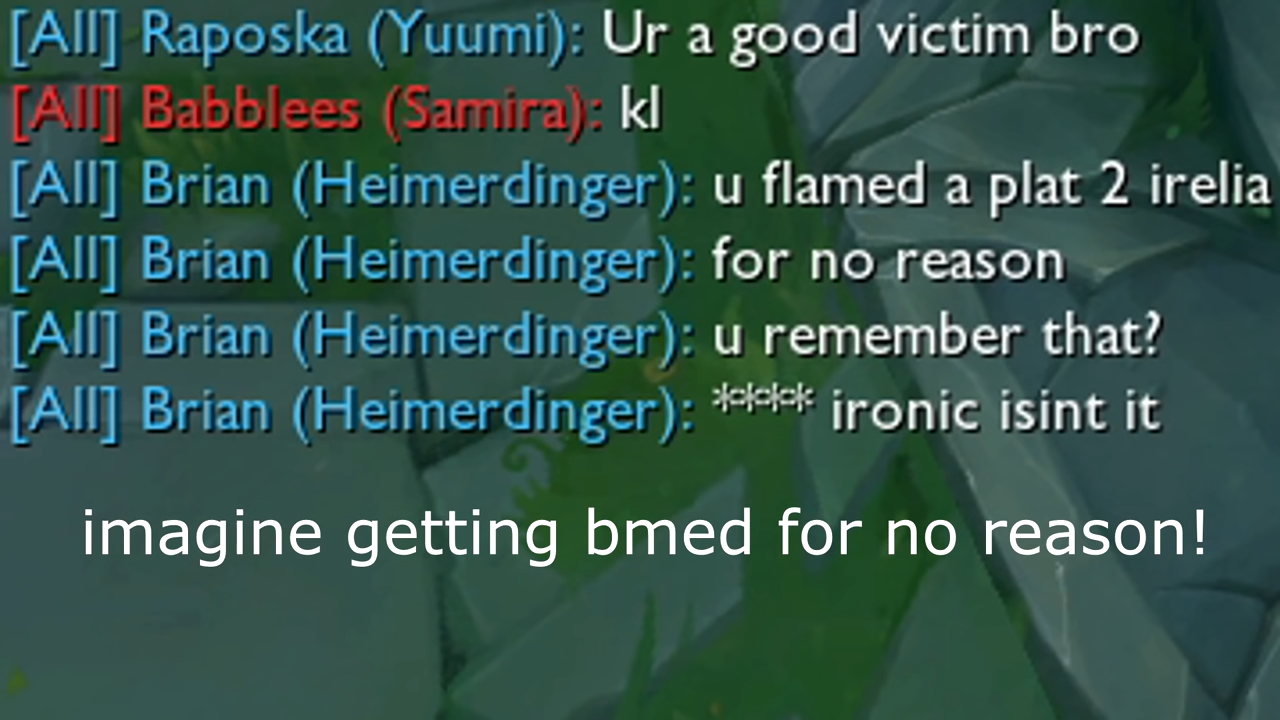 [All] Raposka (Yuumi): Ur a good victim bro
[All] Babblees (Samira): kl
[All] Brian (Heimerdinger): u flamed a plat 2 irelia
[All] Brian (Heimerdinger): for no reason
[All] Brian (Heimerdinger): u remember that?
[All] Brian (Heimerdinger): **** ironic isint it
imagine getting bmed for no reason!